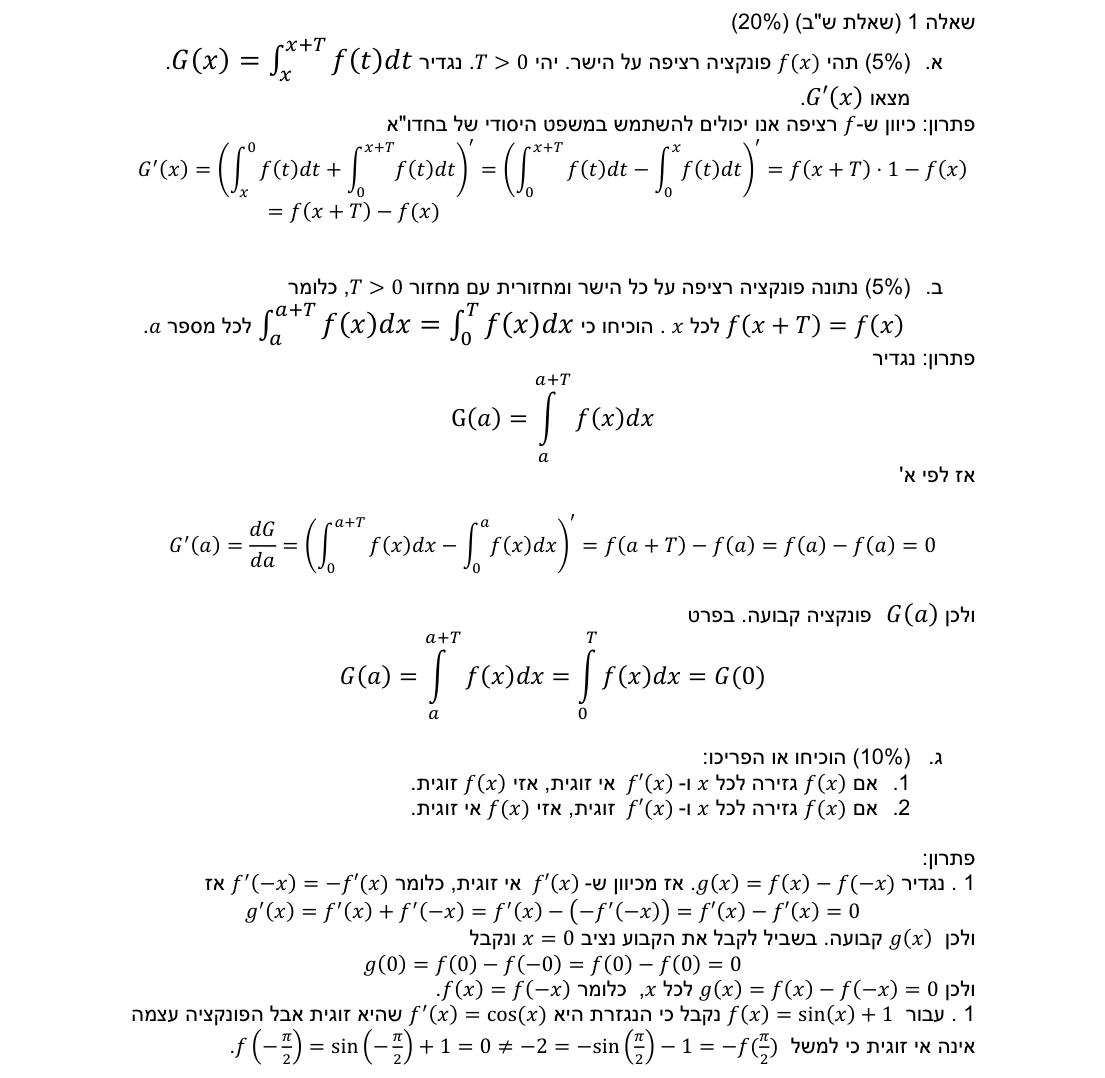 שאלה 1 (שאלת ש"ב) (20%)
א. (5%) תהי f(x) פונקציה רציפה על הישר. יהי T > 0. נגדיר G(x) = ∫_x^{x+T} f(t)dt.
מצאו G′(x).
פתרון: כיוון ש-f רציפה אנו יכולים להשתמש במשפט היסודי של בחדו"א
G′(x) = (∫_x^0 f(t)dt + ∫_0^{x+T} f(t)dt)′ = (∫_0^{x+T} f(t)dt − ∫_0^x f(t)dt)′ = f(x + T) · 1 − f(x)
= f(x + T) − f(x)
ב. (5%) נתונה פונקציה רציפה על כל הישר ומחזורית עם מחזור T > 0, כלומר
f(x + T) = f(x) לכל x . הוכיחו כי ∫_a^{a+T} f(x)dx = ∫_0^T f(x)dx לכל מספר a.
פתרון: נגדיר
G(a) = ∫_a^{a+T} f(x)dx
אז לפי א'
G′(a) = dG/da = (∫_0^{a+T} f(x)dx − ∫_0^a f(x)dx)′ = f(a + T) − f(a) = f(a) − f(a) = 0
ולכן G(a) פונקציה קבועה. בפרט
G(a) = ∫_a^{a+T} f(x)dx = ∫_0^T f(x)dx = G(0)
ג. (10%) הוכיחו או הפריכו:
1. אם f(x) גזירה לכל x ו- f′(x) אי זוגית, אזי f(x) זוגית.
2. אם f(x) גזירה לכל x ו- f′(x) זוגית, אזי f(x) אי זוגית.
פתרון:
1 . נגדיר g(x) = f(x) − f(−x). אז מכיוון ש- f′(x) אי זוגית, כלומר f′(−x) = −f′(x) אז
g′(x) = f′(x) + f′(−x) = f′(x) − (−f′(−x)) = f′(x) − f′(x) = 0
ולכן g(x) קבועה. בשביל לקבל את הקבוע נציב x = 0 ונקבל
g(0) = f(0) − f(−0) = f(0) − f(0) = 0
ולכן g(x) = f(x) − f(−x) = 0 לכל x, כלומר f(x) = f(−x).
1 . עבור f(x) = sin(x) + 1 נקבל כי הנגזרת היא f′(x) = cos(x) שהיא זוגית אבל הפונקציה עצמה
אינה אי זוגית כי למשל f(−π/2) = sin(−π/2) + 1 = 0 ≠ −2 = −sin(π/2) − 1 = −f(π/2).